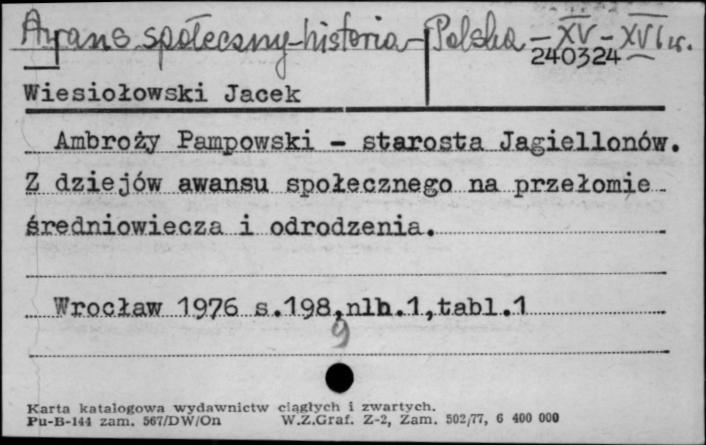 Awans społeczny-historia-Polska - XV - XVI w.
240324
Wiesiołowski Jacek
Ambroży Pampowski - starosta Jagiellonów.
Z dziejów awansu społecznego na przełomie
średniowiecza i odrodzenia.
Wrocław 1976 s.198,nlb.1,tabl.1
9
Karta katalogowa wydawnictw ciągłych i zwartych.
Pu-B-144 zam. 567/DW/On W.Z.Graf. Z-2, Zam. 502/77, 6 400 000